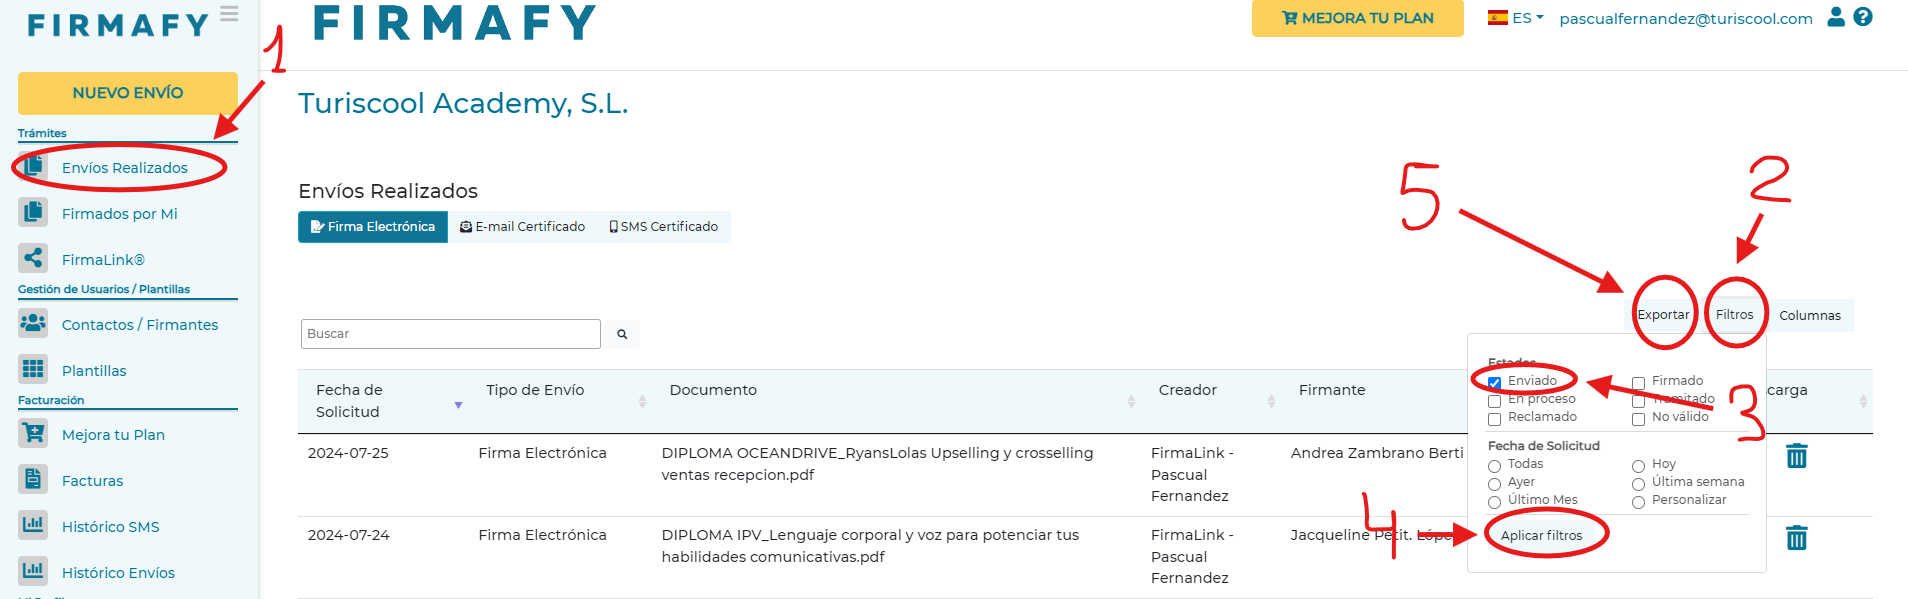 FIRMAFY
1
FIRMAFY
MEJORA TU PLAN
ES
pascualfernandez@turiscool.com
NUEVO ENVÍO
Trámites
Envíos Realizados
Firmados por Mi
FirmaLink®
Gestión de Usuarios / Plantillas
Contactos / Firmantes
Plantillas
Facturación
Mejora tu Plan
Facturas
Histórico SMS
Histórico Envíos
Turiscool Academy, S.L.
Envíos Realizados
Firma Electrónica
E-mail Certificado
SMS Certificado
5
2
Exportar
Filtros
Columnas
Buscar
Fecha de
Solicitud
Tipo de Envío
Documento
Creador
Firmante
carga
Estados
Enviado
Firmado
En proceso
Tramitado
Reclamado
No válido
3
Fecha de Solicitud
Todas
Hoy
Ayer
Última semana
Último Mes
Personalizar
4
Aplicar filtros
2024-07-25
Firma Electrónica
DIPLOMA OCEANDRIVE_RyansLolas Upselling y crosselling
ventas recepcion.pdf
FirmaLink -
Pascual
Fernandez
Andrea Zambrano Berti
2024-07-24
Firma Electrónica
DIPLOMA IPV_Lenguaje corporal y voz para potenciar tus
habilidades comunicativas.pdf
FirmaLink -
Pascual
Fernandez
Jacqueline Petit. López